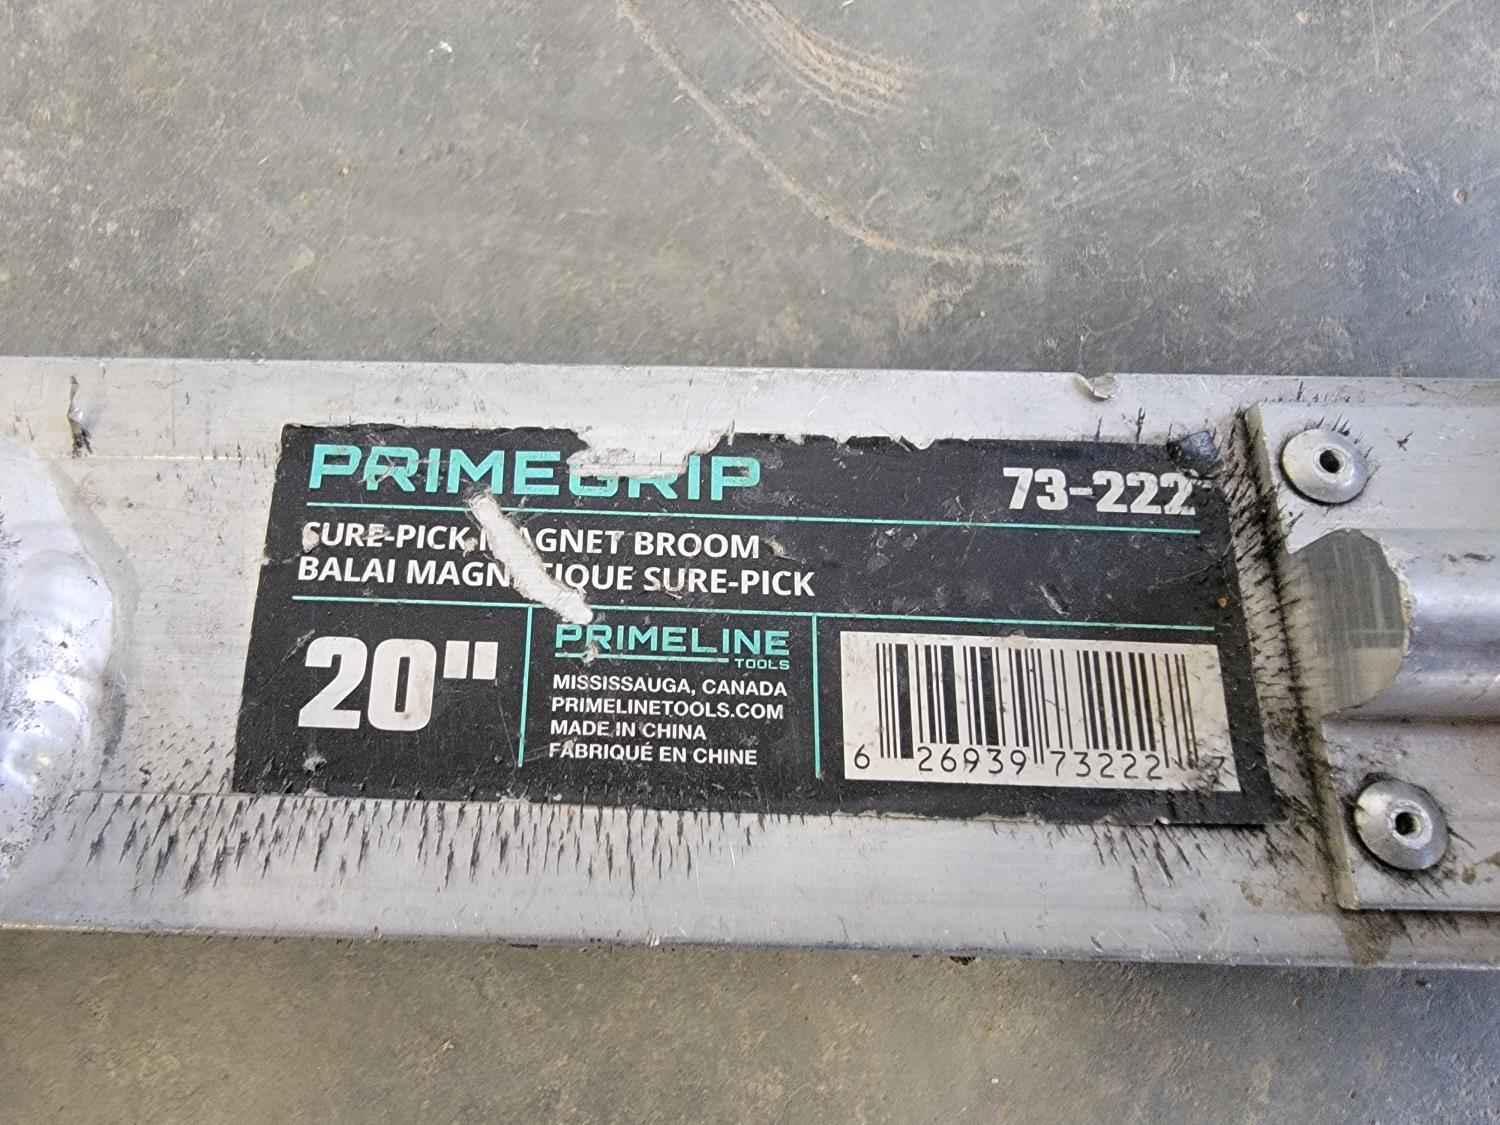 PRIMEGRIP
73-222
SURE-PICK MAGNET BROOM
BALAI MAGNÉTIQUE SURE-PICK
20"
PRIMELINE
TOOLS
MISSISSAUGA, CANADA
PRIMELINETOOLS.COM
MADE IN CHINA
FABRIQUÉ EN CHINE
6 26939 73222 7